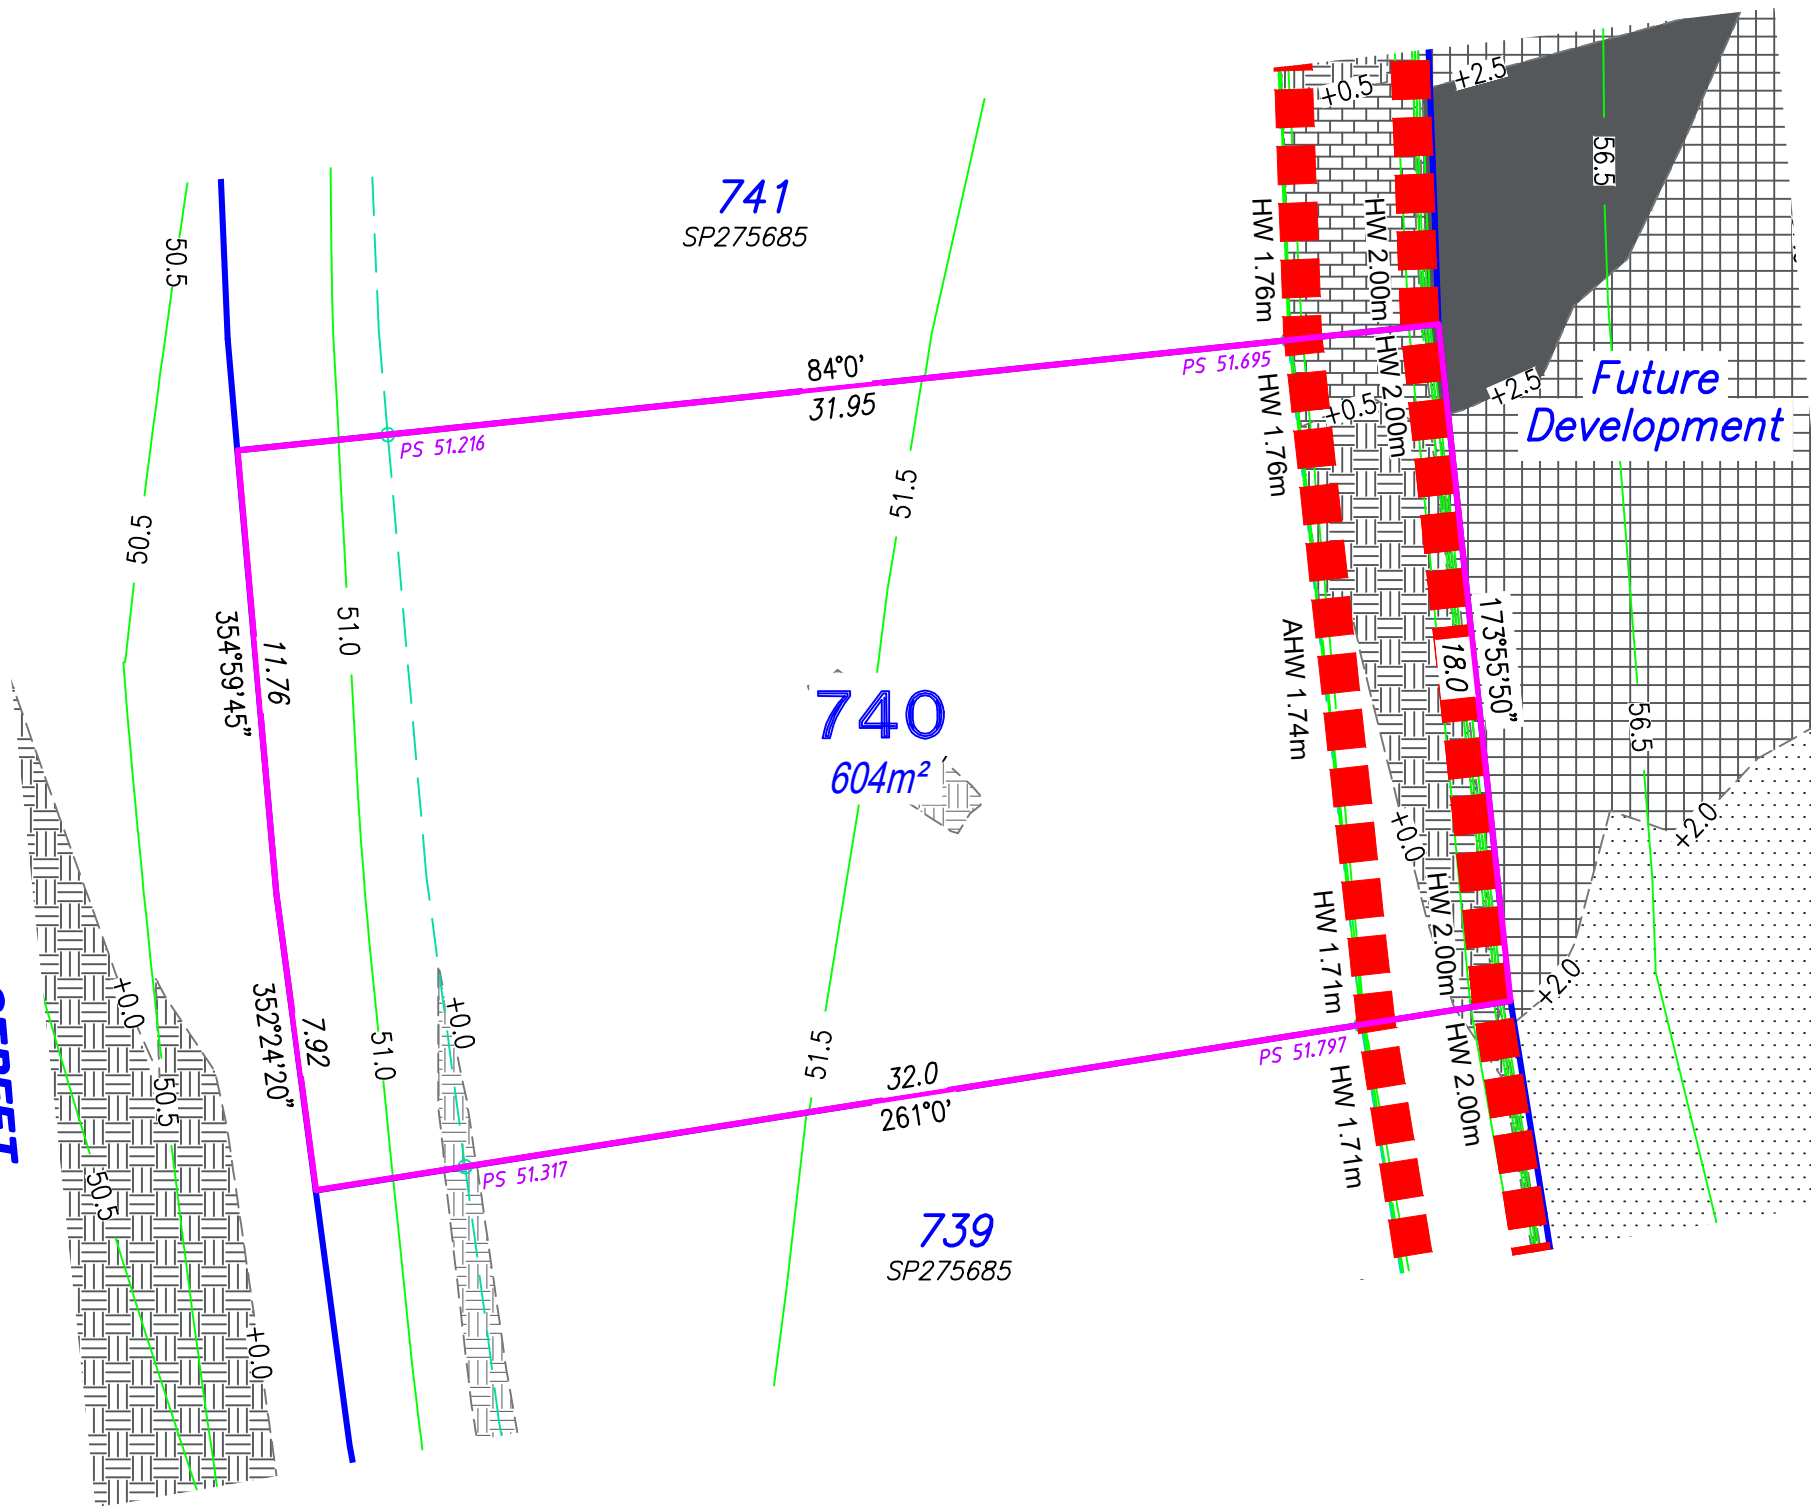 +2.5
+0.5
56.5
741
SP275685
50.5
HW 1.76m
HW 2.00m
84°0'
31.95
PS 51.695
HW 2.00m
Future
Development
+2.5
+0.5
HW 1.76m
PS 51.216
51.5
50.5
51.0
354°59'45"
11.76
AHW 1.74m
18.0
173°55'50"
56.5
740
604m²
+0.0
+2.0
HW 2.00m
HW 1.71m
+2.0
+0.0
+0.0
352°24'20"
7.92
51.0
51.5
32.0
261°0'
PS 51.797
HW 2.00m
HW 1.71m
50.5
PS 51.317
50.5
739
SP275685
+0.0